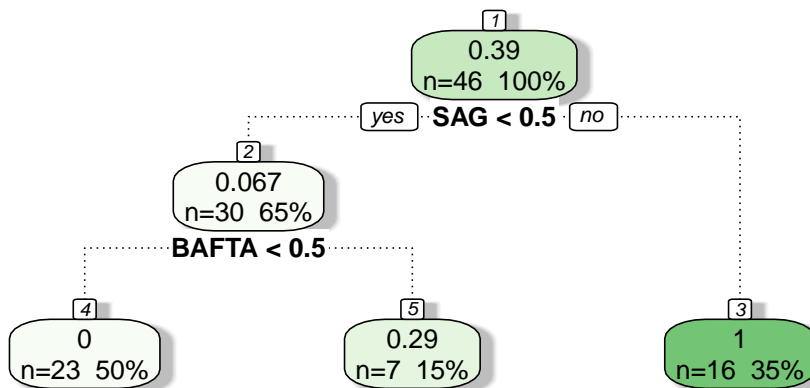 1
0.39
n=46 100%
yes SAG < 0.5 no
2
0.067
n=30 65%
BAFTA < 0.5
4
0
n=23 50%
5
0.29
n=7 15%
3
1
n=16 35%